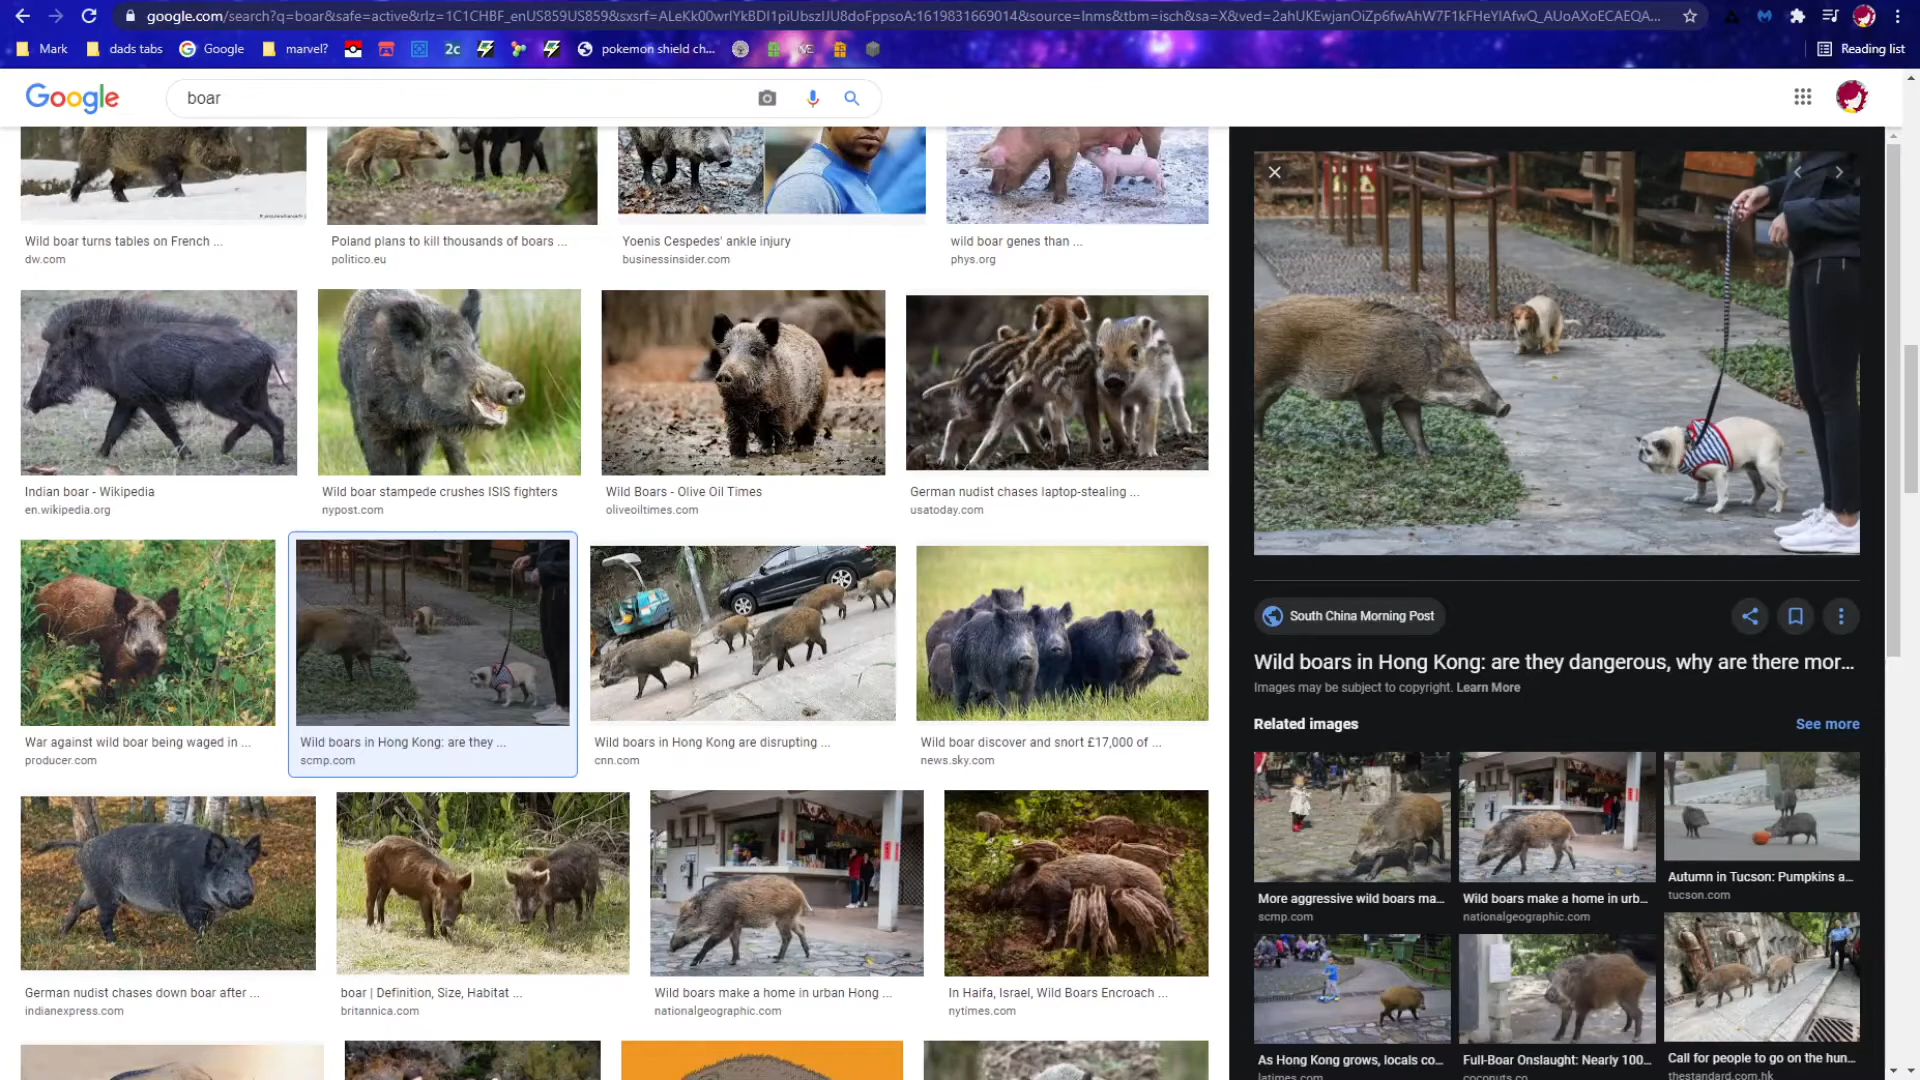 google.com/search?q=boar&safe=active&rlz=1C1CHBF_enUS859US859&sxsrf=ALeKk00wrlYkBDI1piUbszIJU8doFppsoA:1619831669014&source=lnms&tbm=isch&sa=X&ved=2ahUKEwjanOiZp6fwAhW7F1kFHeYIAfwQ_AUoAXoECAEQA...
Mark
dads tabs
Google
marvel?
2c
pokemon shield ch...
Reading list
Google
boar
Wild boar turns tables on French ...
dw.com
Poland plans to kill thousands of boars ...
politico.eu
Yoenis Cespedes' ankle injury
businessinsider.com
wild boar genes than ...
phys.org
Indian boar - Wikipedia
en.wikipedia.org
Wild boar stampede crushes ISIS fighters
nypost.com
Wild Boars - Olive Oil Times
oliveoiltimes.com
German nudist chases laptop-stealing ...
usatoday.com
War against wild boar being waged in ...
producer.com
Wild boars in Hong Kong: are they ...
scmp.com
Wild boars in Hong Kong are disrupting ...
cnn.com
Wild boar discover and snort £17,000 of ...
news.sky.com
German nudist chases down boar after ...
indianexpress.com
boar | Definition, Size, Habitat ...
britannica.com
Wild boars make a home in urban Hong ...
nationalgeographic.com
In Haifa, Israel, Wild Boars Encroach ...
nytimes.com
South China Morning Post
Wild boars in Hong Kong: are they dangerous, why are there mor...
Images may be subject to copyright. Learn More
Related images
See more
More aggressive wild boars ma...
scmp.com
Wild boars make a home in urb...
nationalgeographic.com
Autumn in Tucson: Pumpkins a...
tucson.com
As Hong Kong grows, locals co...
latimes.com
Full-Boar Onslaught: Nearly 100...
coconuts.co
Call for people to go on the hun...
thestandard.com.hk